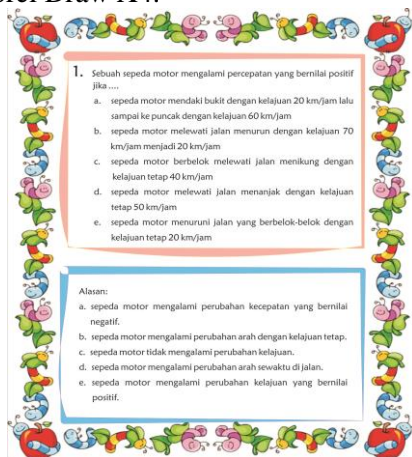 1. Sebuah sepeda motor mengalami percepatan yang bernilai positif
jika ....
a. sepeda motor mendaki bukit dengan kelajuan 20 km/jam lalu
sampai ke puncak dengan kelajuan 60 km/jam
b. sepeda motor melewati jalan menurun dengan kelajuan 70
km/jam menjadi 20 km/jam
c. sepeda motor berbelok melewati jalan menikung dengan
kelajuan tetap 40 km/jam
d. sepeda motor melewati jalan menanjak dengan kelajuan
tetap 50 km/jam
e. sepeda motor menuruni jalan yang berbelok-belok dengan
kelajuan tetap 20 km/jam
Alasan:
a. sepeda motor mengalami perubahan kecepatan yang bernilai
negatif.
b. sepeda motor mengalami perubahan arah dengan kelajuan tetap.
c. sepeda motor tidak mengalami perubahan kelajuan.
d. sepeda motor mengalami perubahan arah sewaktu di jalan.
e. sepeda motor mengalami perubahan kelajuan yang bernilai
positif.